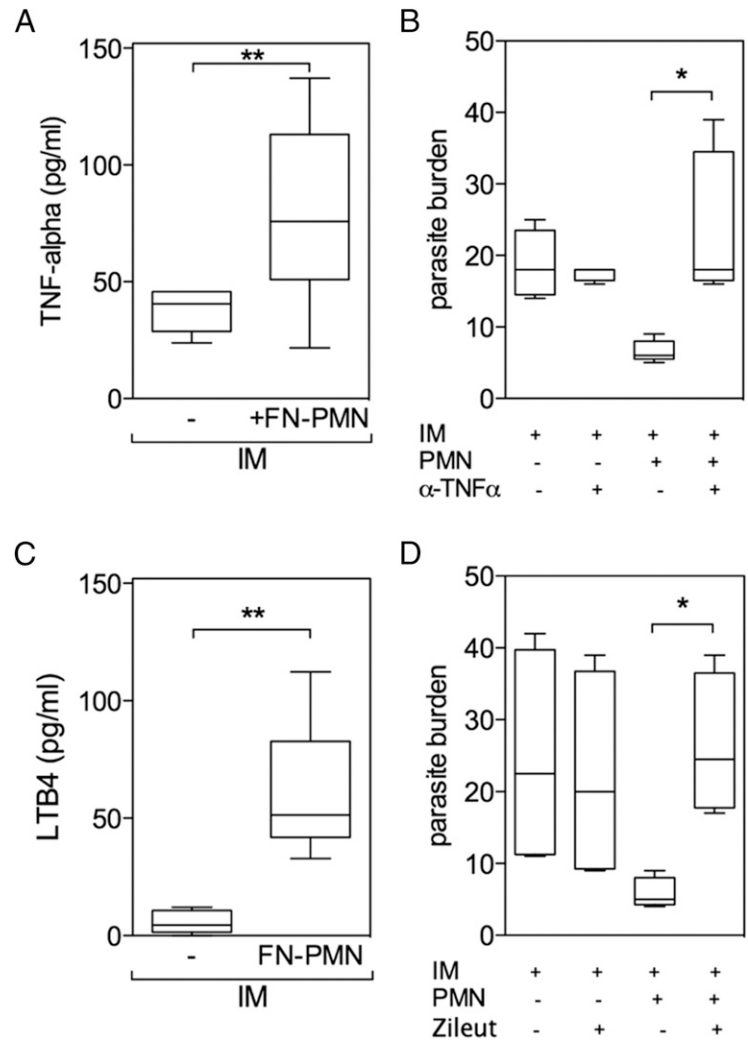 A
**
150
100
50
0
TNF-alpha (pg/ml)
- +FN-PMN
IM
B
*
50
40
30
20
10
0
parasite burden
IM + + + +
PMN - - + +
α-TNFα - + - +
C
**
150
100
50
0
LTB4 (pg/ml)
- FN-PMN
IM
D
*
50
40
30
20
10
0
parasite burden
IM + + + +
PMN - - + +
Zileut - + - +